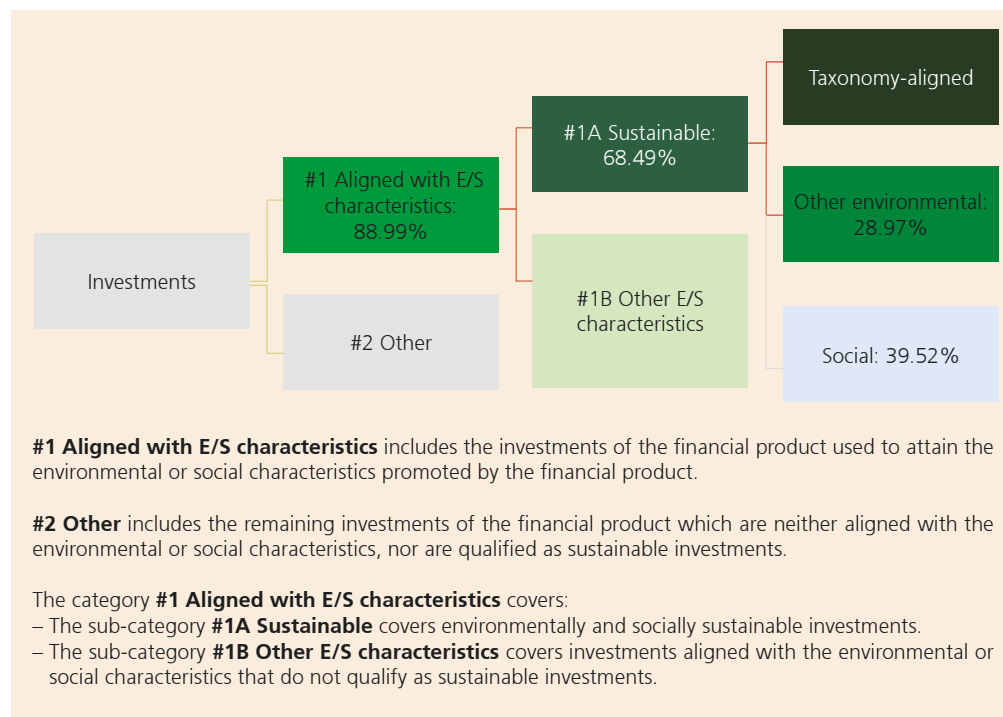 Taxonomy-aligned
#1A Sustainable:
68.49%
#1 Aligned with E/S
characteristics:
88.99%
Other environmental:
28.97%
Investments
#1B Other E/S
characteristics
#2 Other
Social: 39.52%
#1 Aligned with E/S characteristics includes the investments of the financial product used to attain the
environmental or social characteristics promoted by the financial product.
#2 Other includes the remaining investments of the financial product which are neither aligned with the
environmental or social characteristics, nor are qualified as sustainable investments.
The category #1 Aligned with E/S characteristics covers:
– The sub-category #1A Sustainable covers environmentally and socially sustainable investments.
– The sub-category #1B Other E/S characteristics covers investments aligned with the environmental or
social characteristics that do not qualify as sustainable investments.